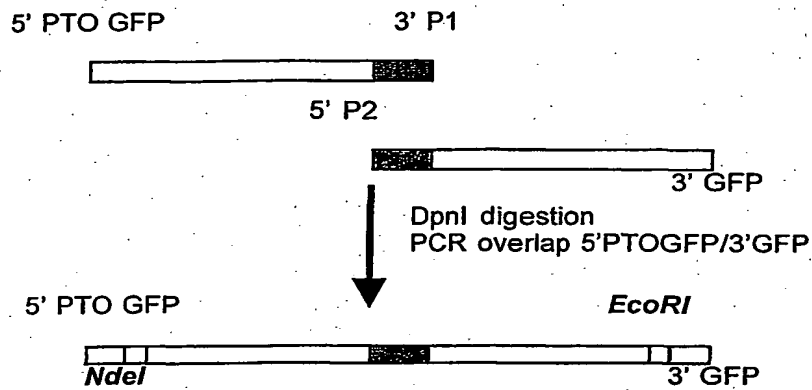 5' PTO GFP 3' P1
5' P2
3' GFP
DpnI digestion
PCR overlap 5'PTOGFP/3'GFP
5' PTO GFP EcoRI
NdeI 3' GFP